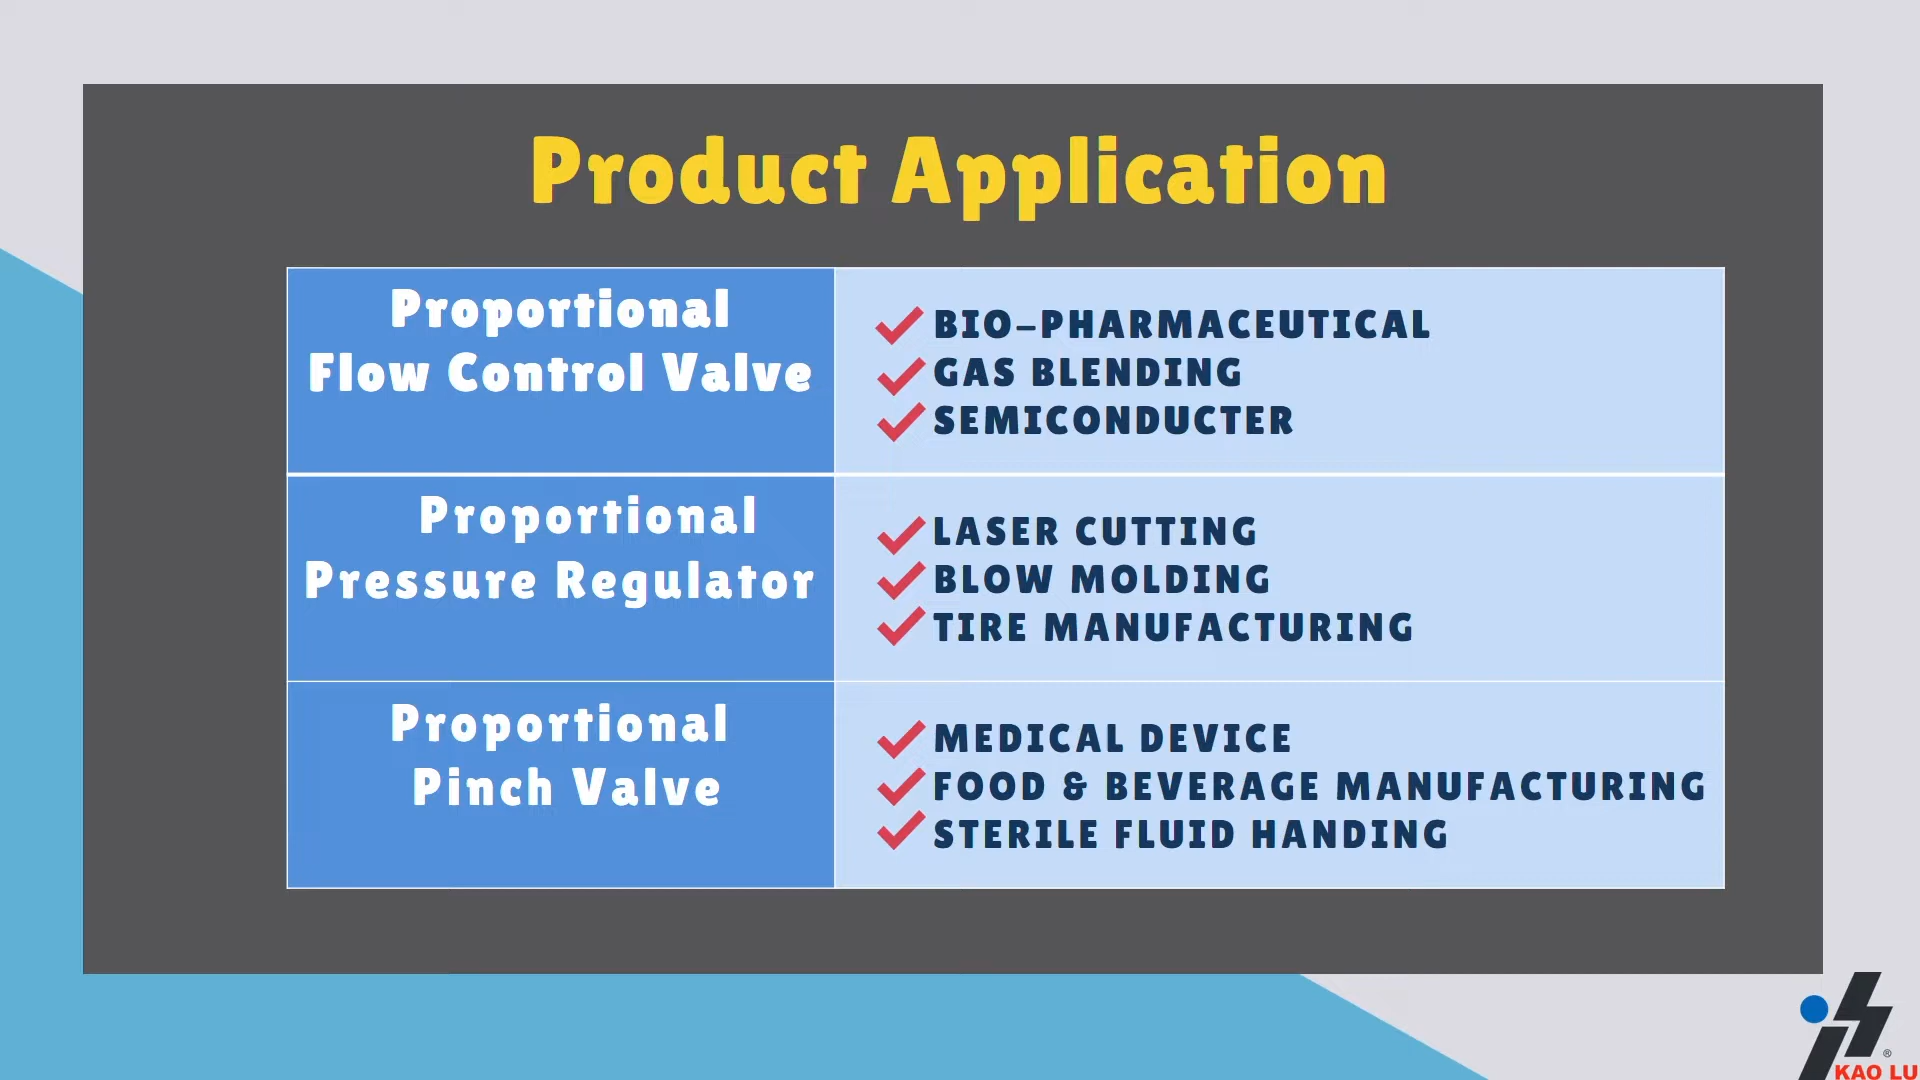 Product Application
Proportional
Flow Control Valve
BIO-PHARMACEUTICAL
GAS BLENDING
SEMICONDUCTER
Proportional
Pressure Regulator
LASER CUTTING
BLOW MOLDING
TIRE MANUFACTURING
Proportional
Pinch Valve
MEDICAL DEVICE
FOOD & BEVERAGE MANUFACTURING
STERILE FLUID HANDING
®
KAO LU